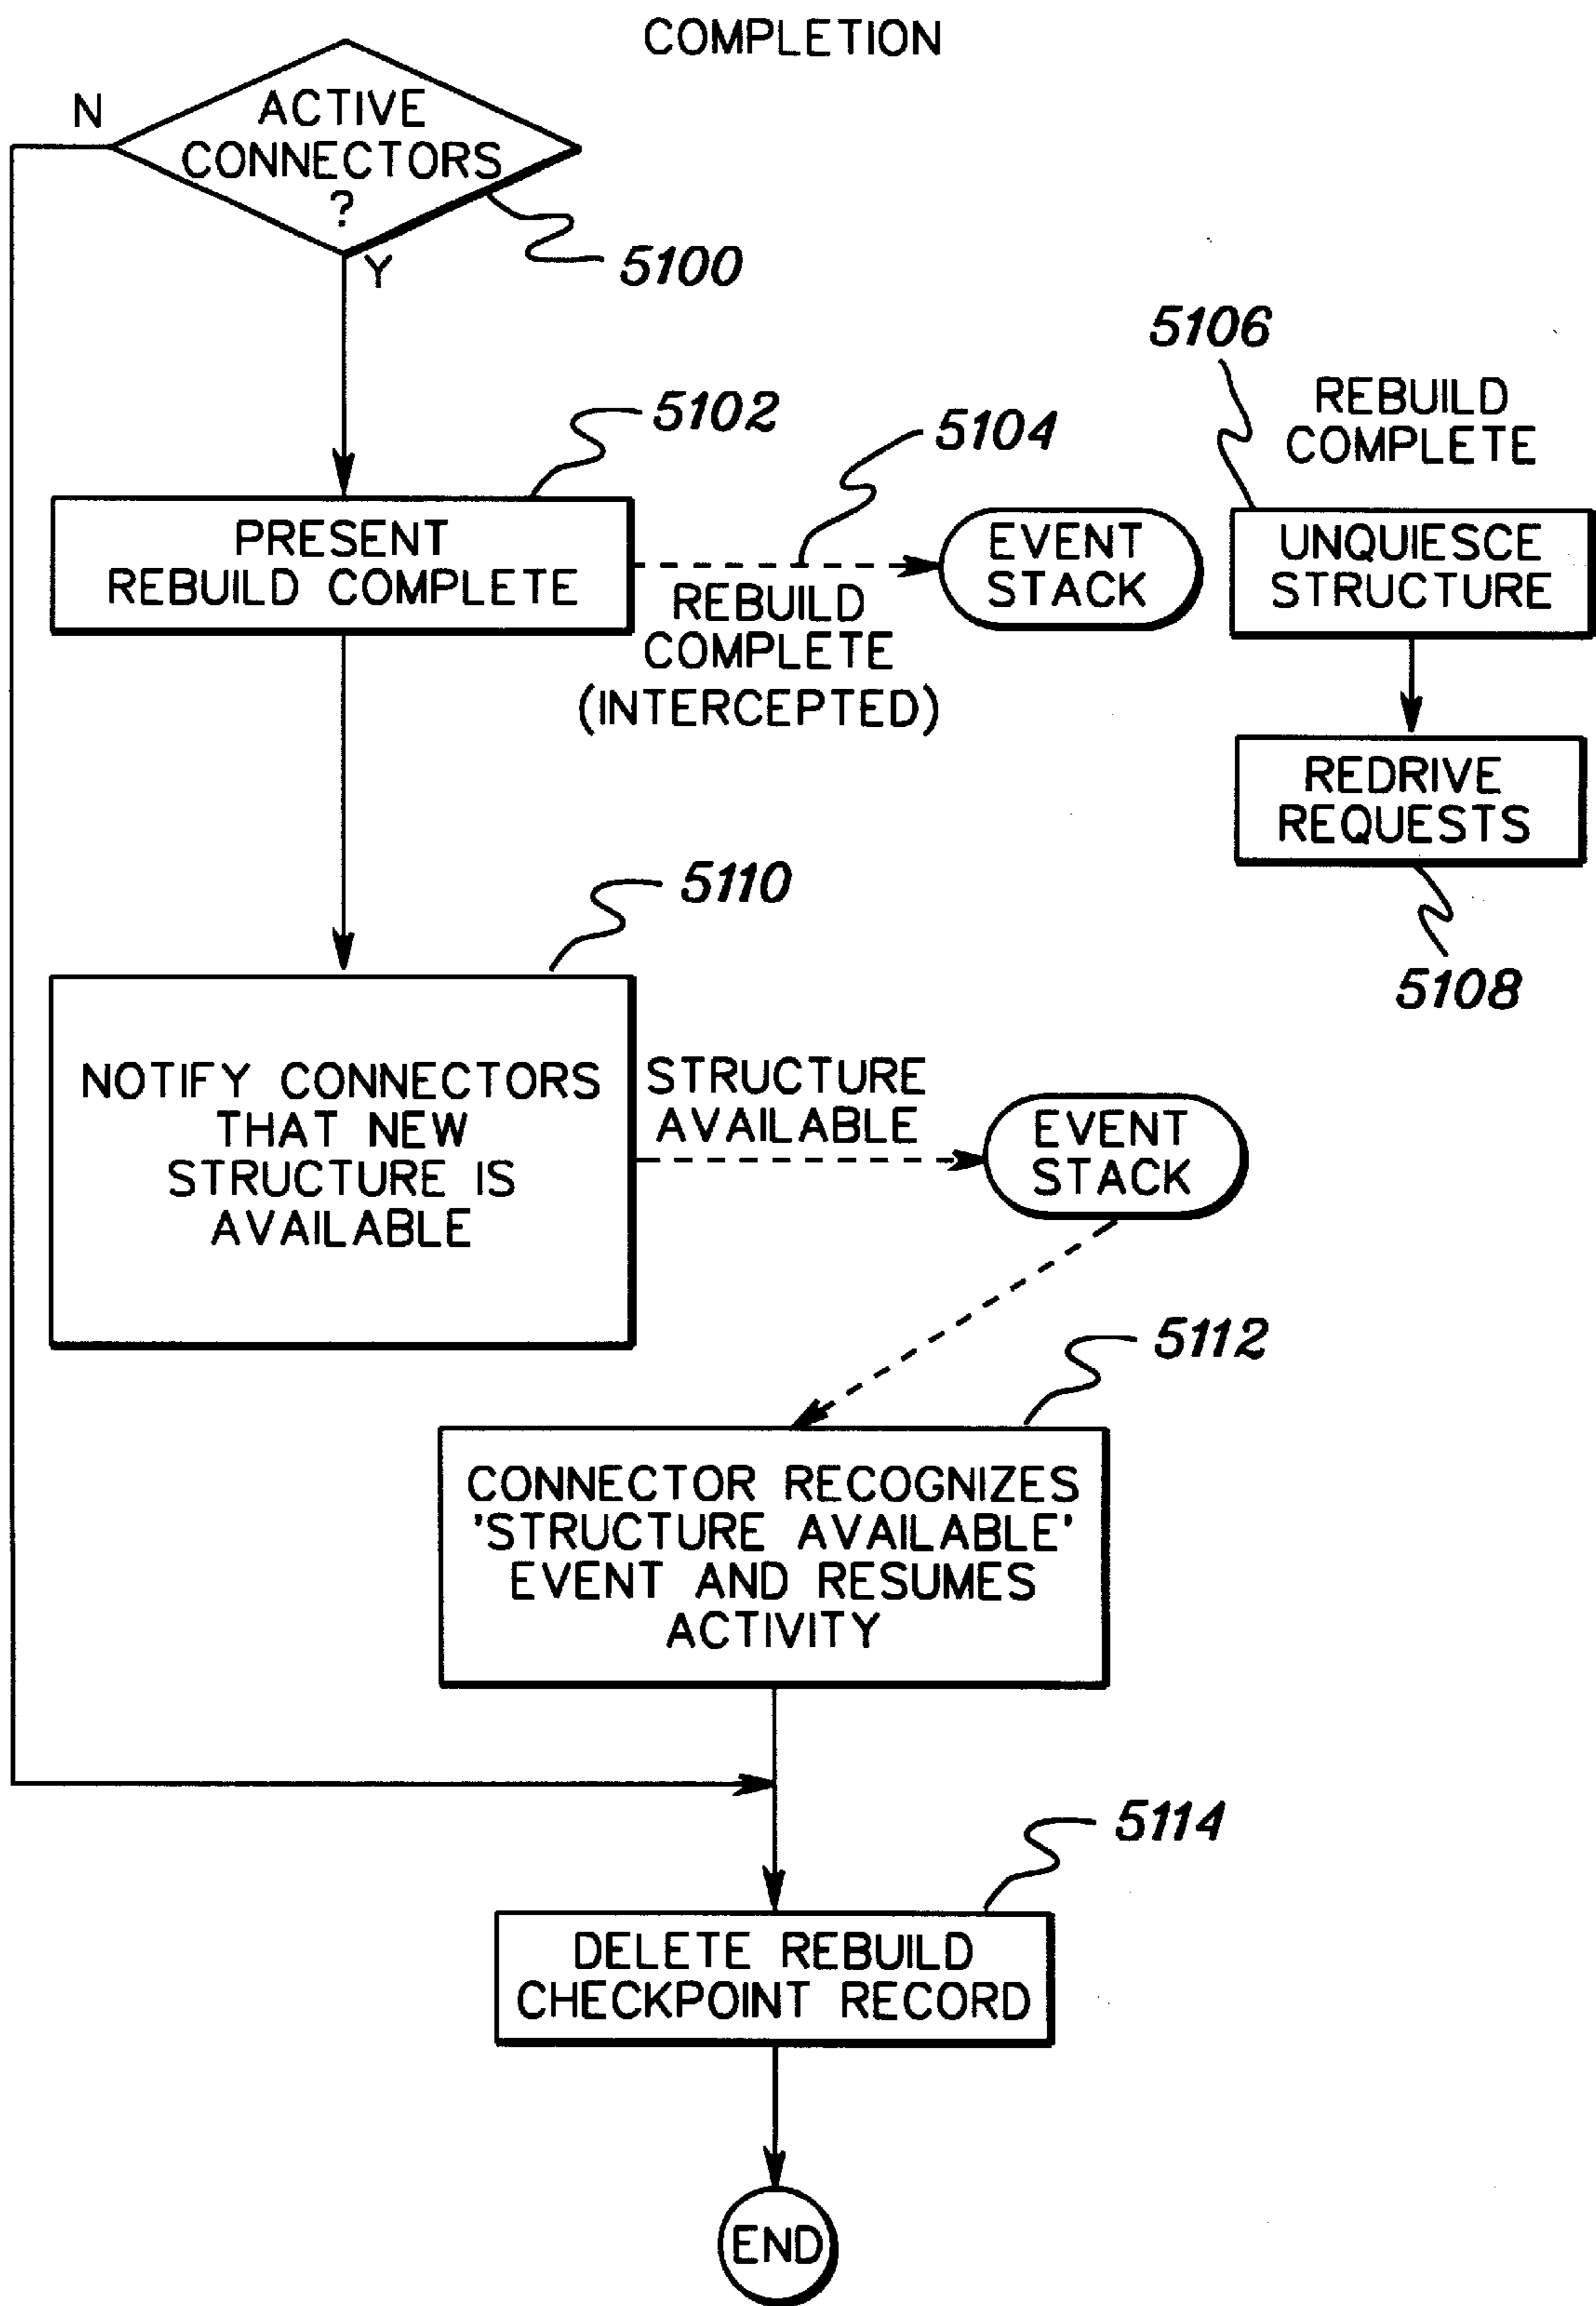 COMPLETION
N
ACTIVE
CONNECTORS
?
Y
5100
5106
REBUILD
COMPLETE
5102
5104
PRESENT
REBUILD COMPLETE
EVENT
STACK
UNQUIESCE
STRUCTURE
REBUILD
COMPLETE
(INTERCEPTED)
REDRIVE
REQUESTS
5108
5110
NOTIFY CONNECTORS
THAT NEW
STRUCTURE IS
AVAILABLE
STRUCTURE
AVAILABLE
EVENT
STACK
5112
CONNECTOR RECOGNIZES
'STRUCTURE AVAILABLE'
EVENT AND RESUMES
ACTIVITY
5114
DELETE REBUILD
CHECKPOINT RECORD
END